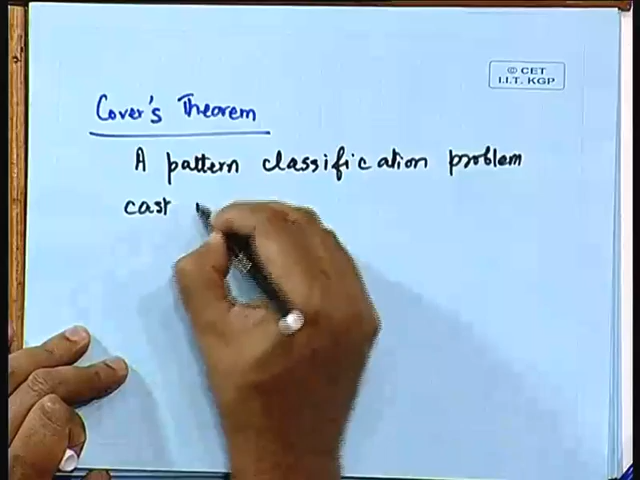 © CET
I.I.T. KGP
Cover's Theorem
A pattern classification problem
cast